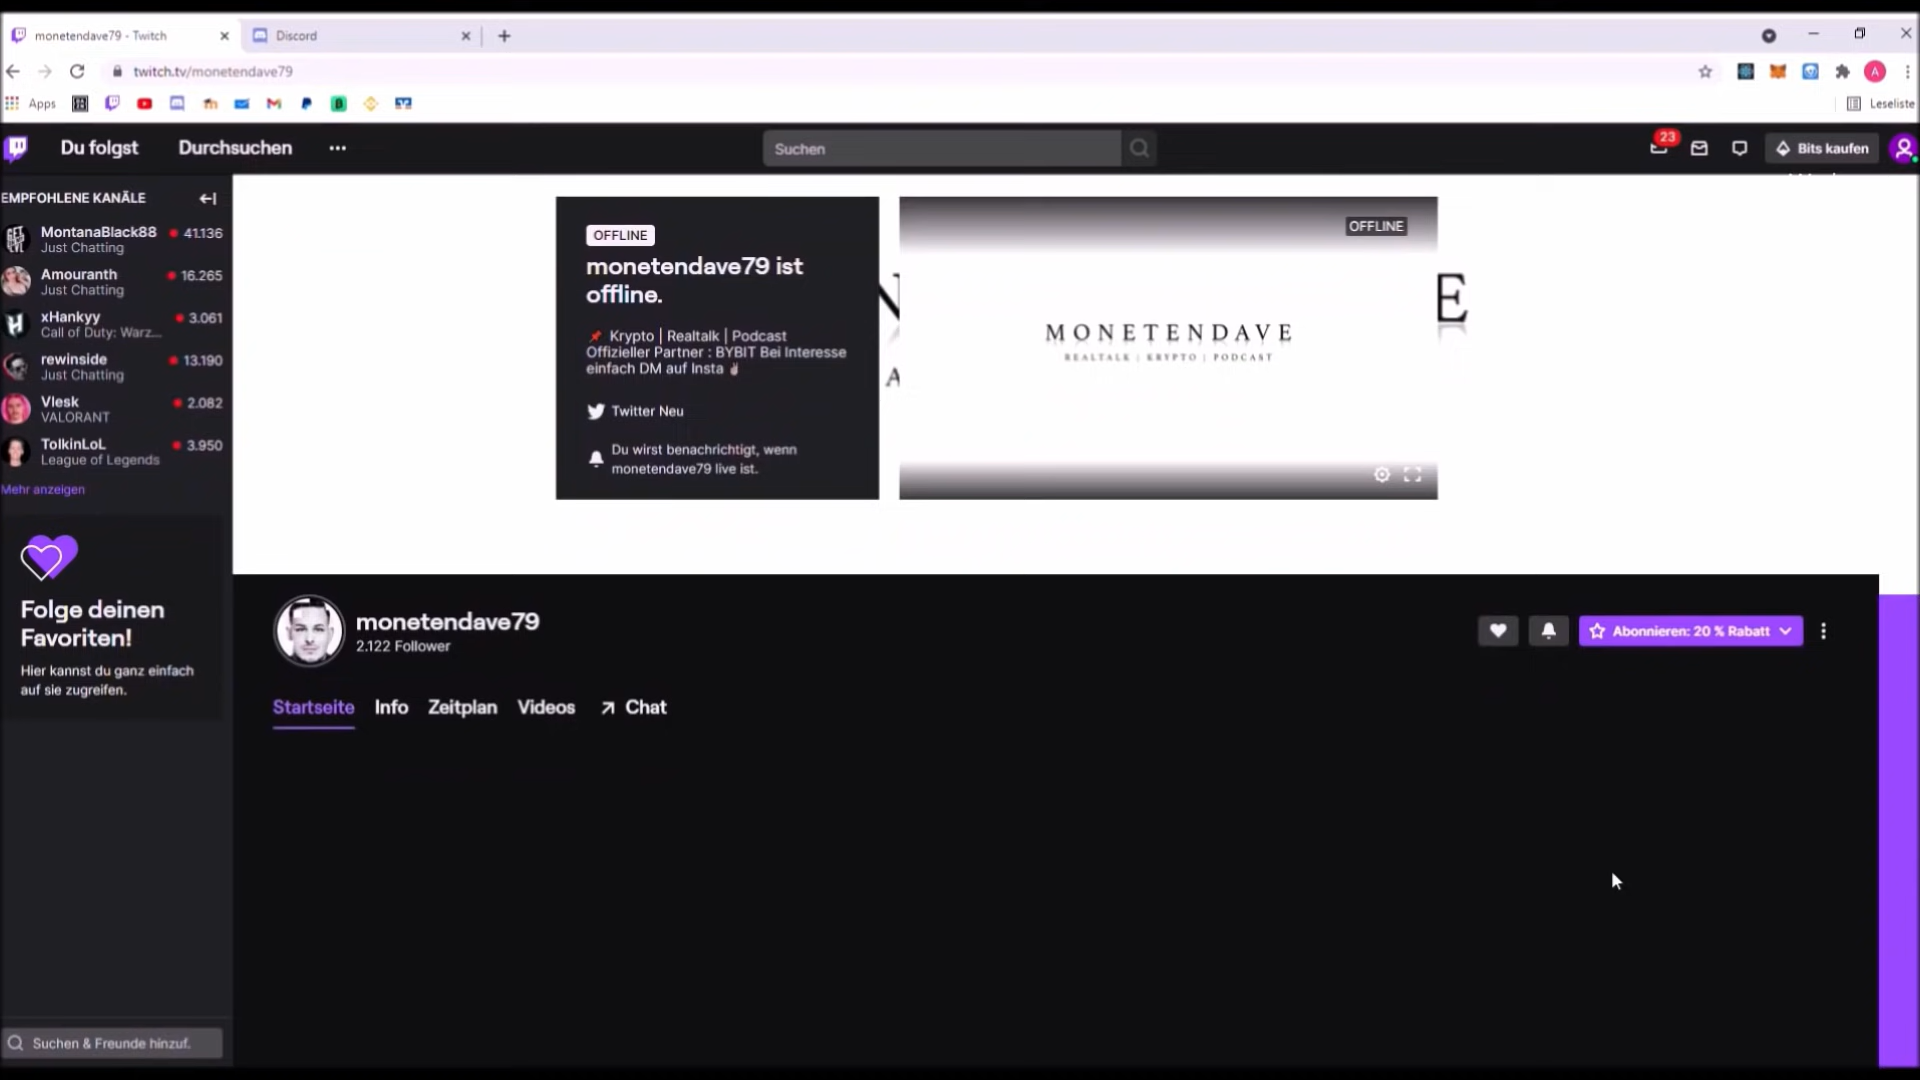 monetendave79 - Twitch
Discord
twitch.tv/monetendave79
Apps
Leseliste
Du folgst
Durchsuchen
Suchen
23
Bits kaufen
EMPFOHLENE KANÄLE
MontanaBlack88
41.136
Just Chatting
Amouranth
16.265
Just Chatting
xHankyy
3.061
Call of Duty: Warz...
rewinside
13.190
Just Chatting
Vlesk
2.082
VALORANT
TolkinLoL
3.950
League of Legends
Mehr anzeigen
Folge deinen
Favoriten!
Hier kannst du ganz einfach
auf sie zugreifen.
Suchen & Freunde hinzuf.
OFFLINE
monetendave79 ist
offline.
📌 Krypto | Realtalk | Podcast
Offizieller Partner : BYBIT Bei Interesse
einfach DM auf Insta ✌🏼
Twitter Neu
Du wirst benachrichtigt, wenn
monetendave79 live ist.
OFFLINE
MONETENDAVE
REALTALK | KRYPTO | PODCAST
E
monetendave79
2.122 Follower
Abonnieren: 20 % Rabatt
Startseite
Info
Zeitplan
Videos
Chat